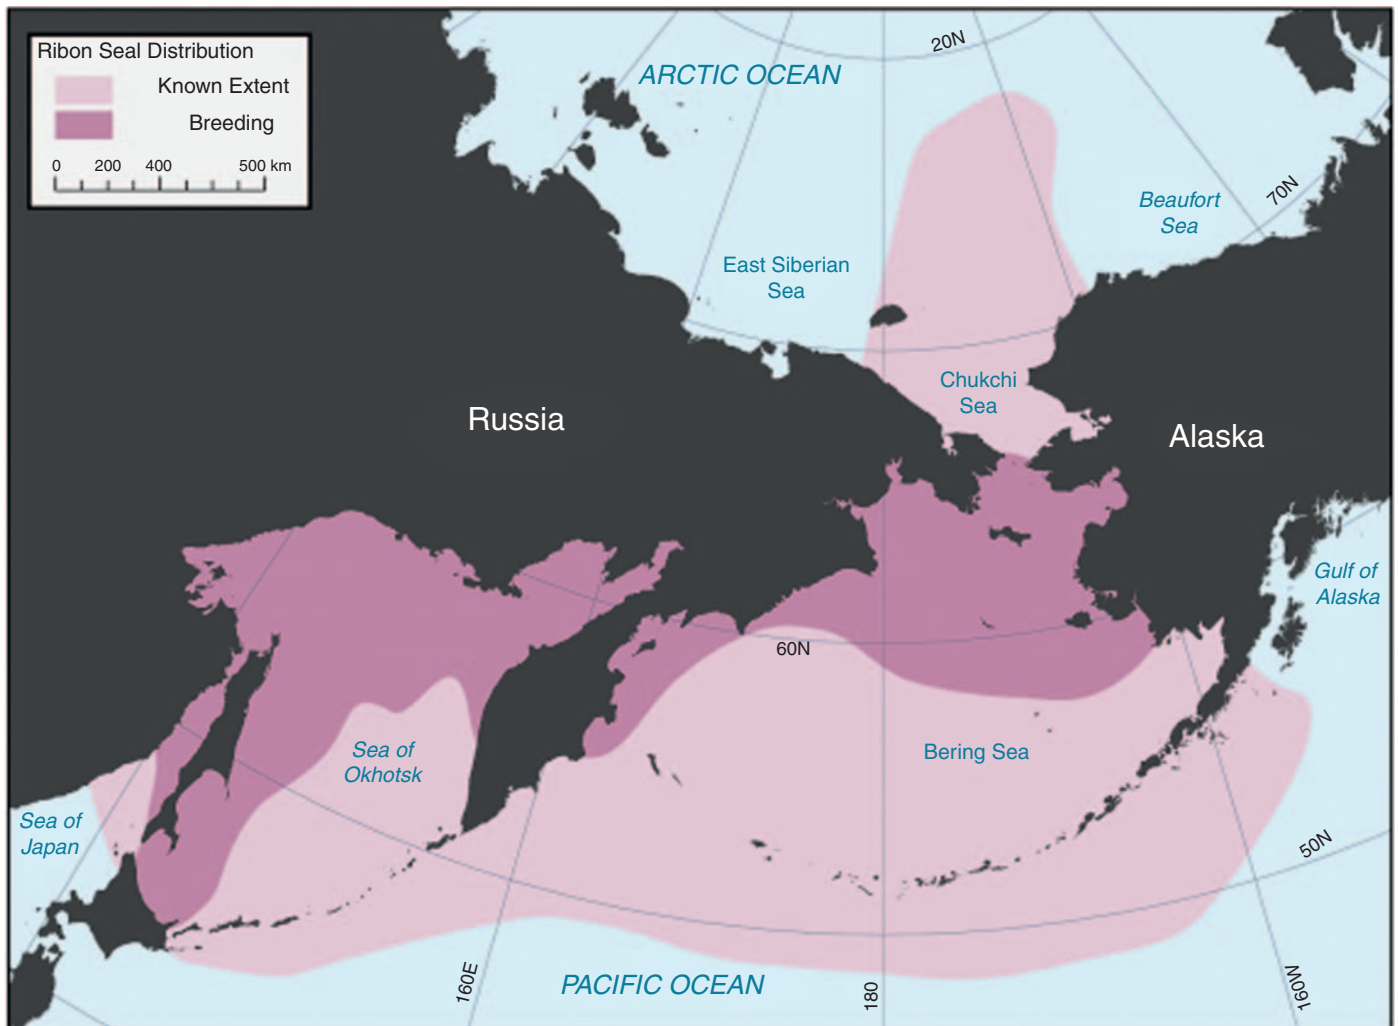 Ribon Seal Distribution
Known Extent
Breeding
0 200 400 500 km
20N
ARCTIC OCEAN
Beaufort
Sea
70N
East Siberian
Sea
Chukchi
Sea
Russia
Alaska
Gulf of
Alaska
60N
Sea of
Okhotsk
Bering Sea
Sea of
Japan
50N
PACIFIC OCEAN
160E
180
160W